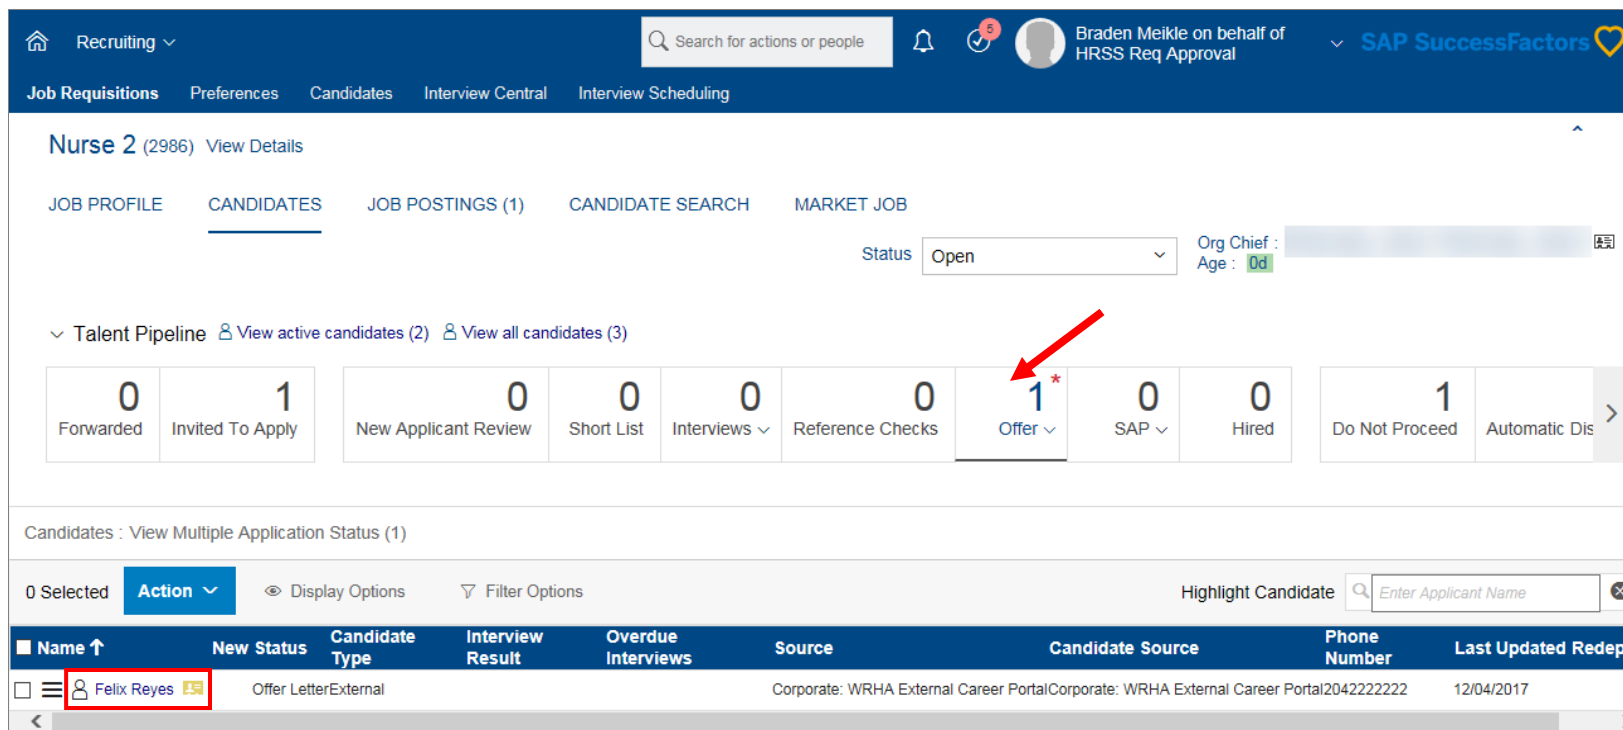 Recruiting
Search for actions or people
5
Braden Meikle on behalf of
HRSS Req Approval
SAP SuccessFactors
Job Requisitions Preferences Candidates Interview Central Interview Scheduling
Nurse 2 (2986) View Details
JOB PROFILE CANDIDATES JOB POSTINGS (1) CANDIDATE SEARCH MARKET JOB
Status Open
Org Chief :
Age : 0d
Talent Pipeline View active candidates (2) View all candidates (3)
0 1 0 0 0 0 1 * 0 0 1
Forwarded Invited To Apply New Applicant Review Short List Interviews Reference Checks Offer SAP Hired Do Not Proceed Automatic Dis
Candidates : View Multiple Application Status (1)
0 Selected Action Display Options Filter Options Highlight Candidate Enter Applicant Name
Name New Status Candidate Type Interview Result Overdue Interviews Source Candidate Source Phone Number Last Updated Redep
Felix Reyes Offer LetterExternal Corporate: WRHA External Career PortalCorporate: WRHA External Career Portal2042222222 12/04/2017